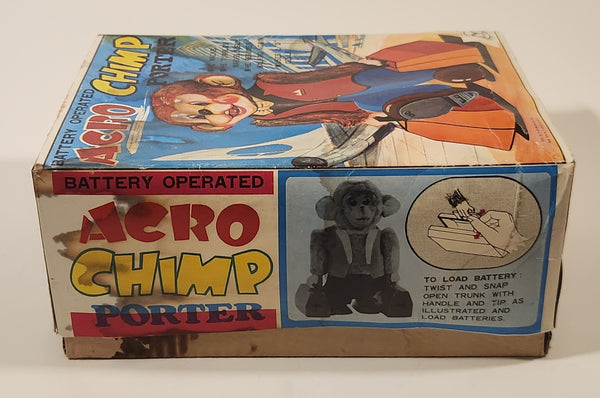 BATTERY OPERATED
ACRO CHIMP
PORTER
BATTERY OPERATED
ACRO
CHIMP
PORTER
TO LOAD BATTERY:
TWIST AND SNAP
OPEN TRUNK WITH
HANDLE AND TIP AS
ILLUSTRATED AND
LOAD BATTERIES.